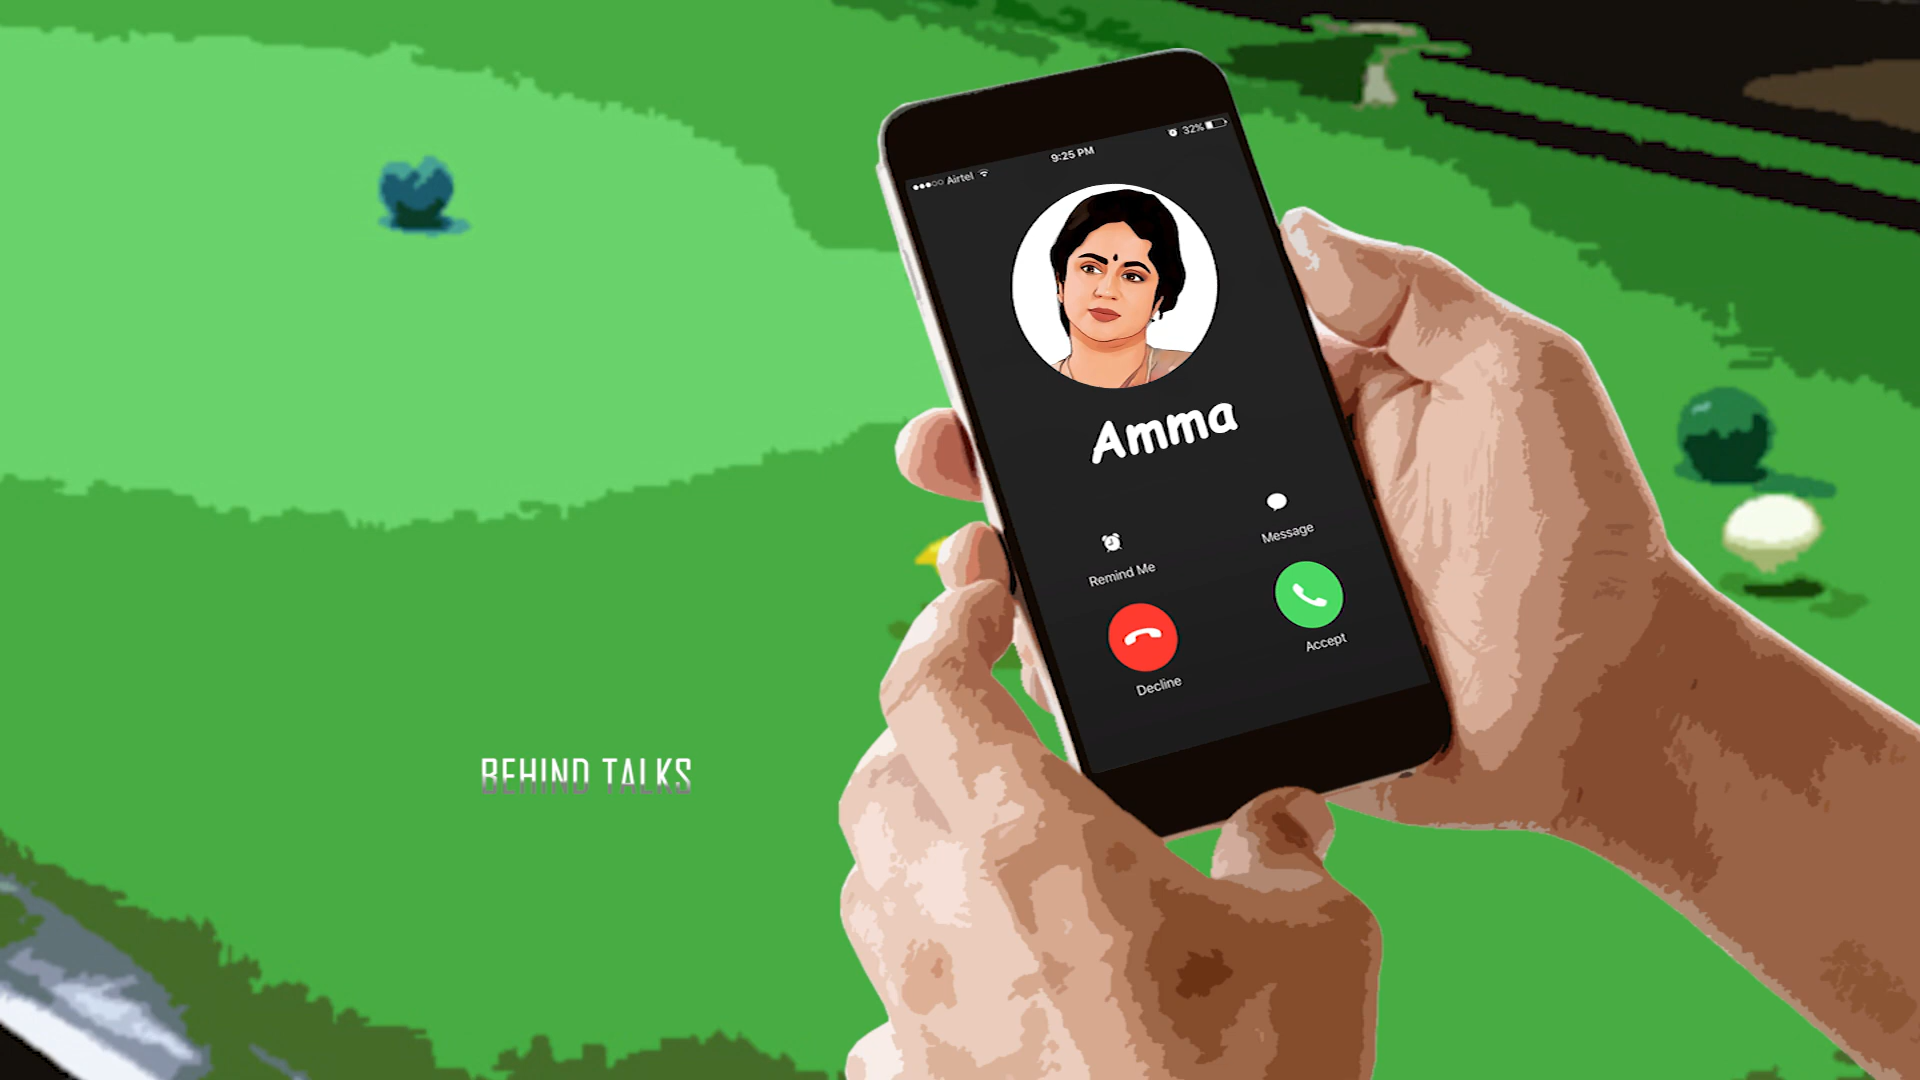 Airtel
9:25 PM
32%
Amma
Remind Me
Message
Decline
Accept
BEHIND TALKS